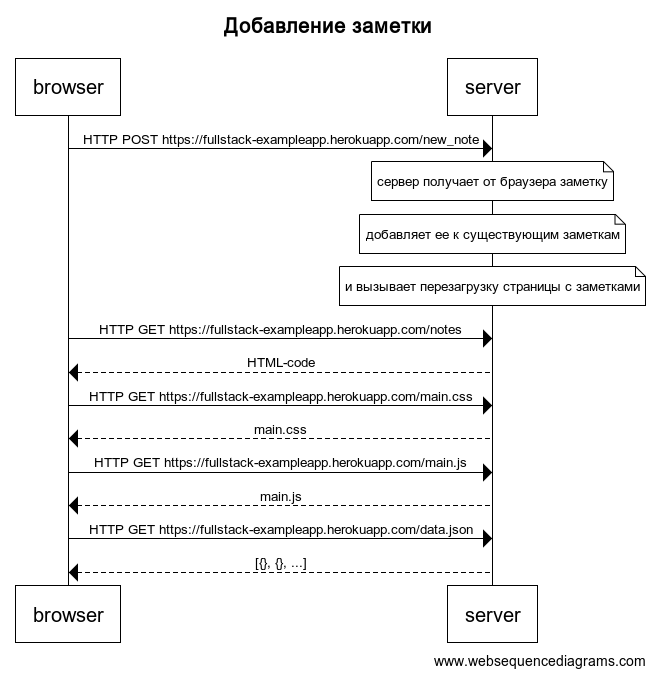 Добавление заметки
browser
server
HTTP POST https://fullstack-exampleapp.herokuapp.com/new_note
сервер получает от браузера заметку
добавляет ее к существующим заметкам
и вызывает перезагрузку страницы с заметками
HTTP GET https://fullstack-exampleapp.herokuapp.com/notes
HTML-code
HTTP GET https://fullstack-exampleapp.herokuapp.com/main.css
main.css
HTTP GET https://fullstack-exampleapp.herokuapp.com/main.js
main.js
HTTP GET https://fullstack-exampleapp.herokuapp.com/data.json
[{}, {}, ...]
browser
server
www.websequencediagrams.com